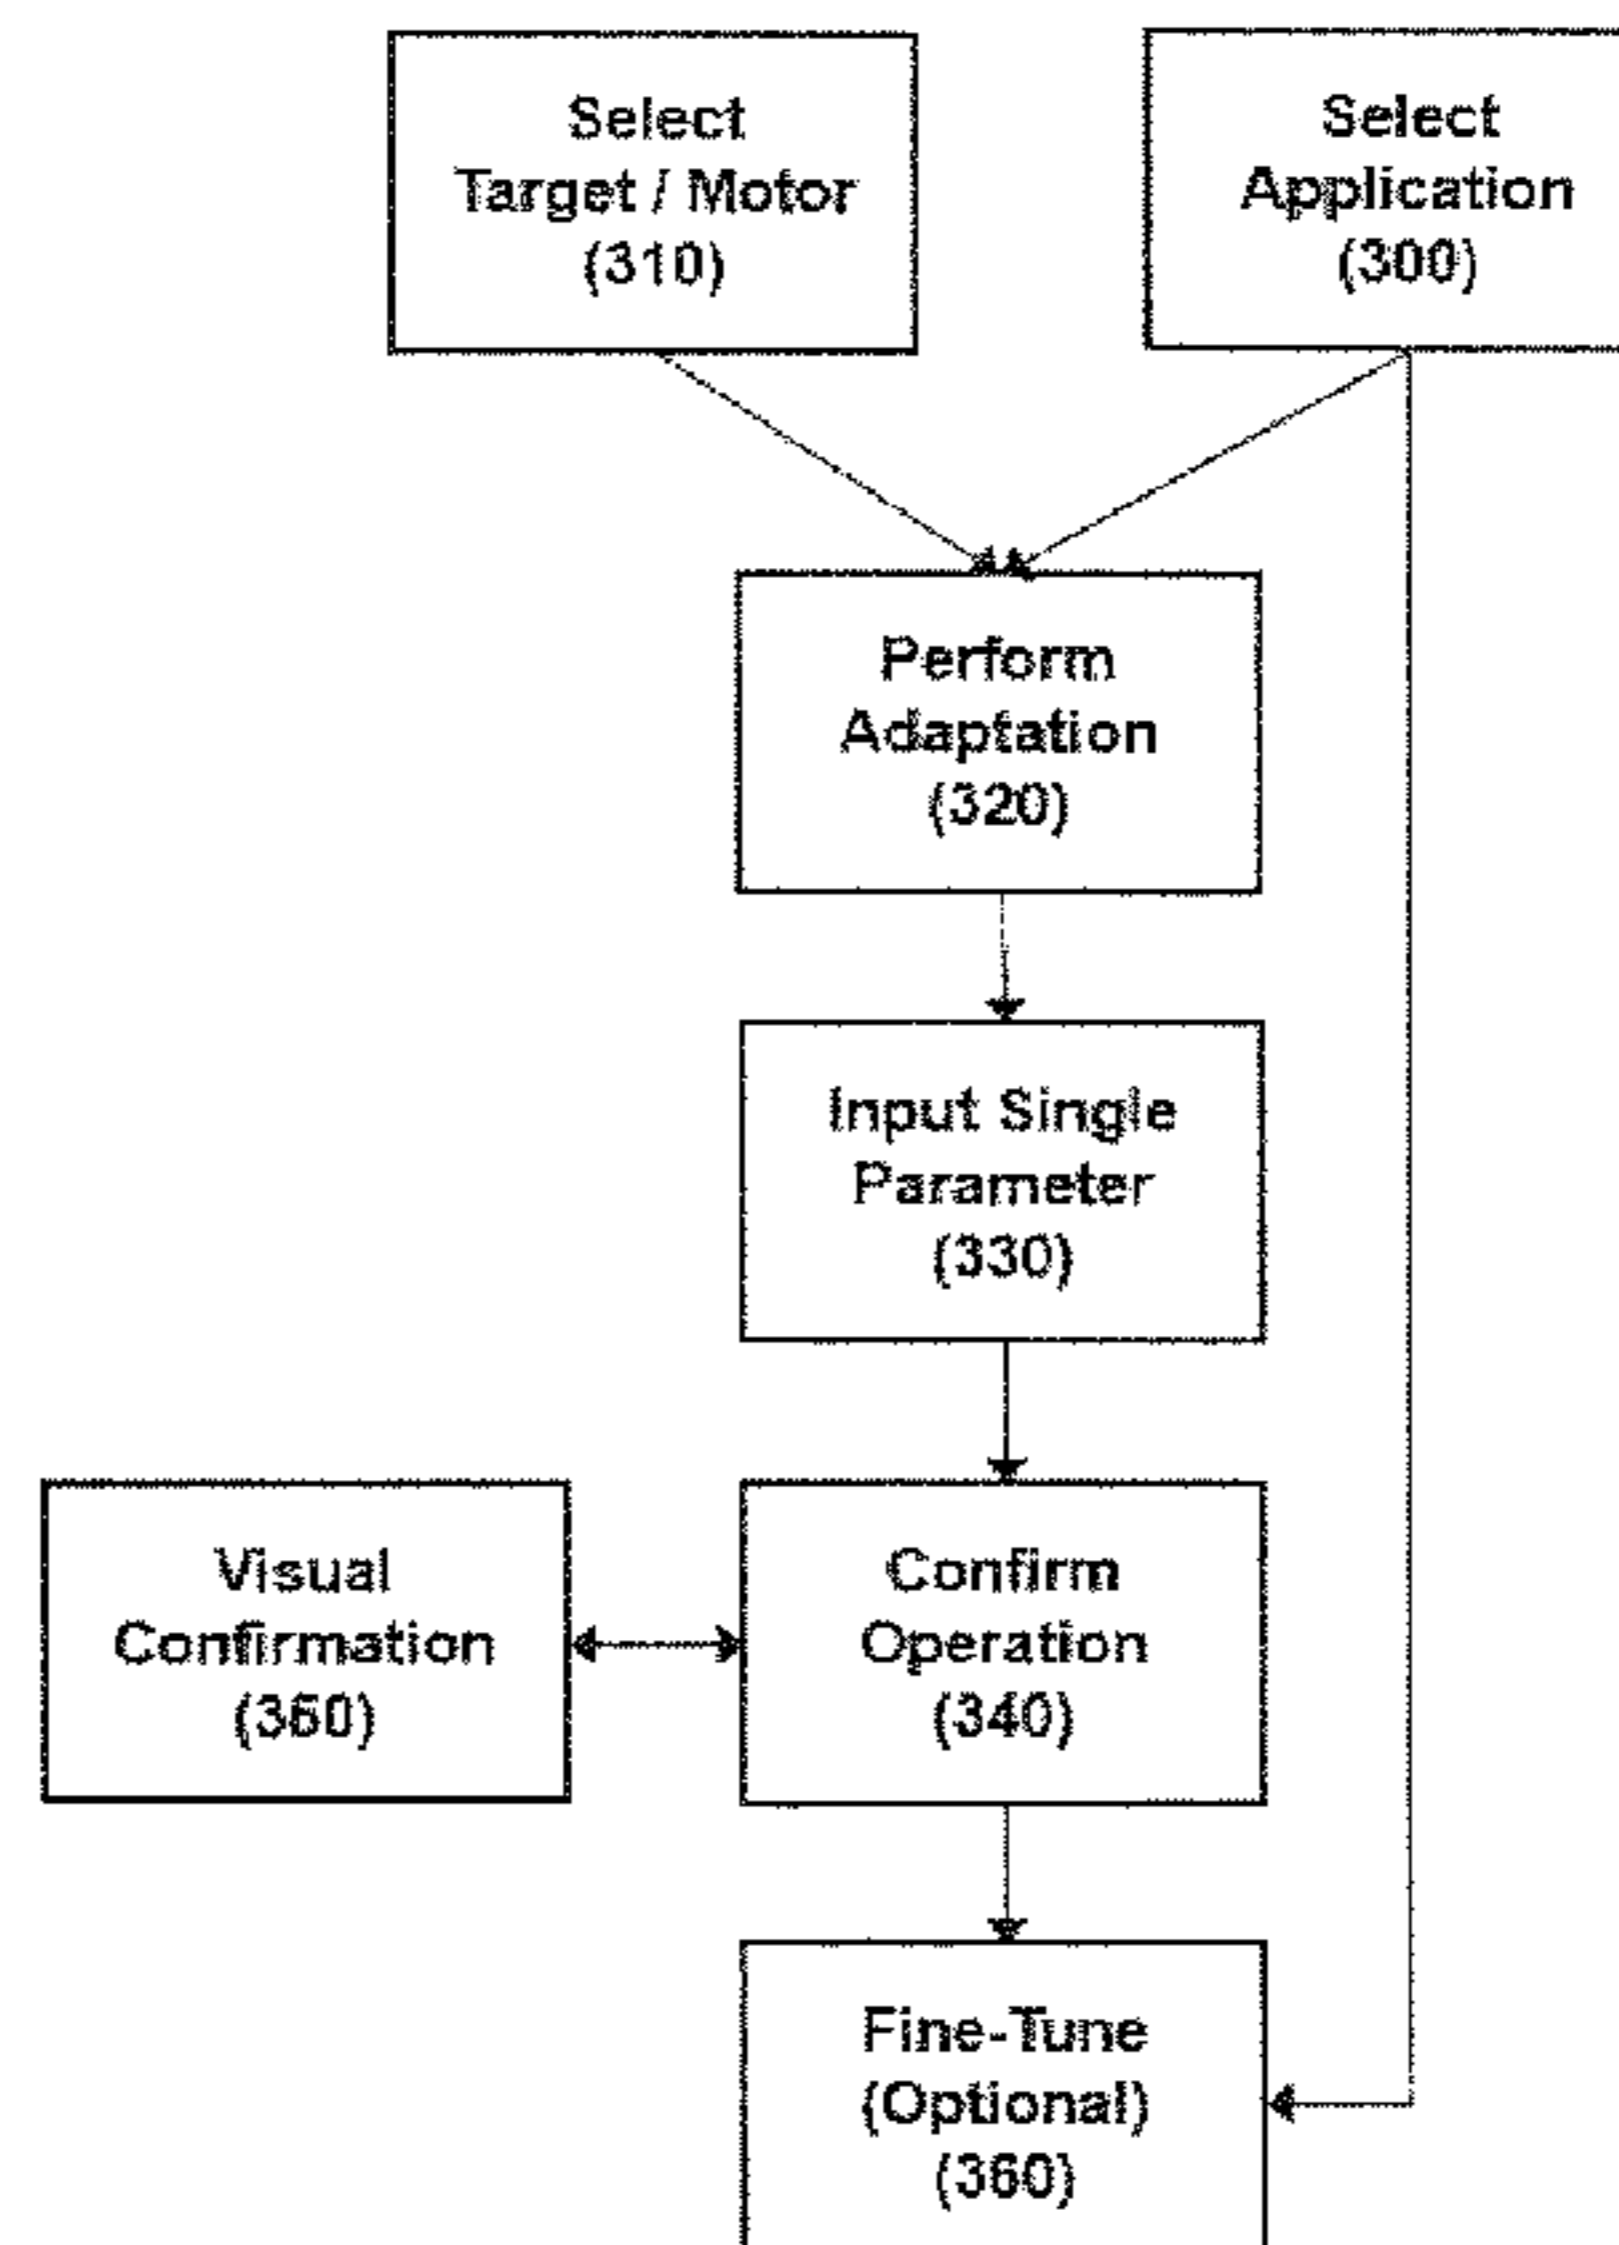 Select
Target / Motor
(310)
Select
Application
(300)
Perform
Adaptation
(320)
Input Single
Parameter
(330)
Visual
Confirmation
(350)
Confirm
Operation
(340)
Fine-Tune
(Optional)
(360)